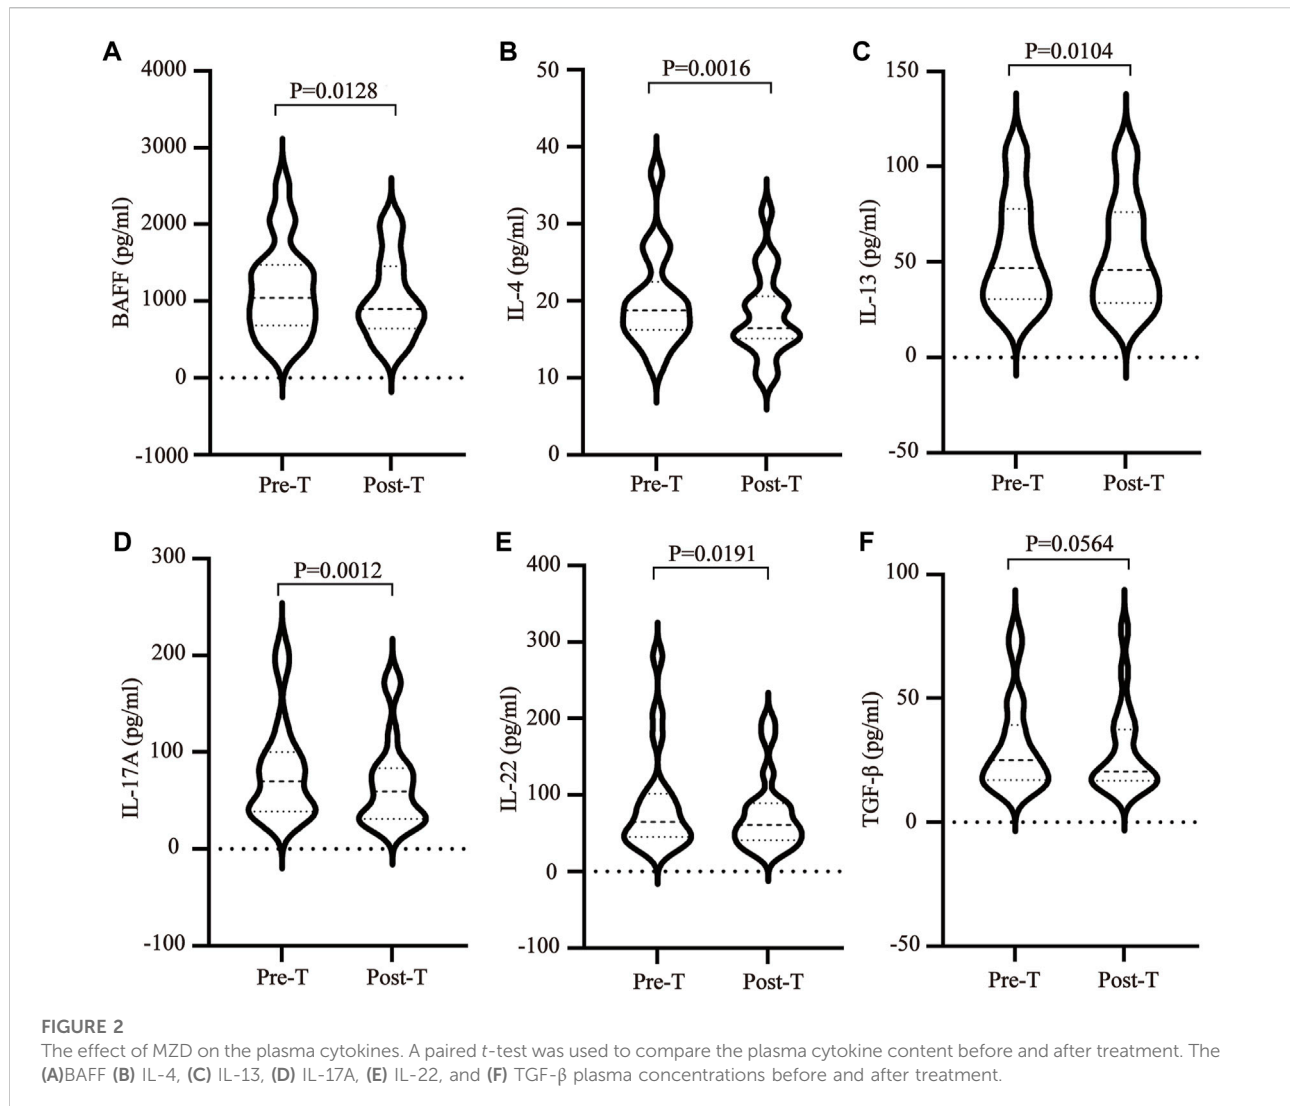 A
B
C
P=0.0128
P=0.0016
P=0.0104
BAFF (pg/ml)
4000
3000
2000
1000
0
-1000
Pre-T
Post-T
IL-4 (pg/ml)
50
40
30
20
10
0
Pre-T
Post-T
IL-13 (pg/ml)
150
100
50
0
-50
Pre-T
Post-T
D
E
F
P=0.0012
P=0.0191
P=0.0564
IL-17A (pg/ml)
300
200
100
0
-100
Pre-T
Post-T
IL-22 (pg/ml)
400
300
200
100
0
-100
Pre-T
Post-T
TGF-β (pg/ml)
100
50
0
-50
Pre-T
Post-T
FIGURE 2
The effect of MZD on the plasma cytokines. A paired t-test was used to compare the plasma cytokine content before and after treatment. The
(A)BAFF (B) IL-4, (C) IL-13, (D) IL-17A, (E) IL-22, and (F) TGF-β plasma concentrations before and after treatment.